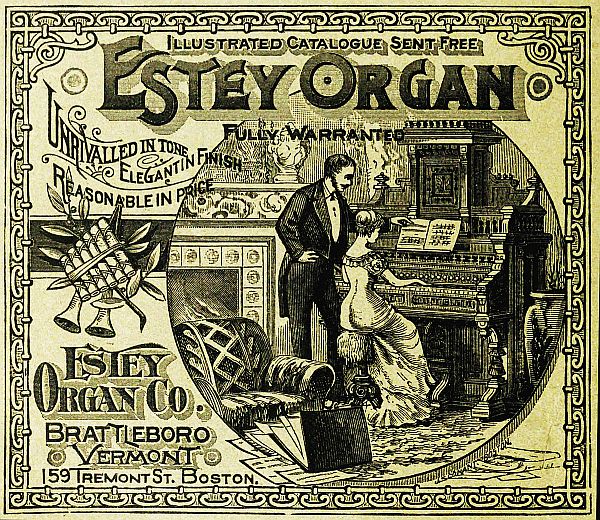 Illustrated Catalogue Sent Free
Estey Organ
Fully Warranted
Unrivalled in Tone
Elegant in Finish
Reasonable in Price
Estey
Organ Co.
Brattleboro
Vermont
159 Tremont St. Boston.